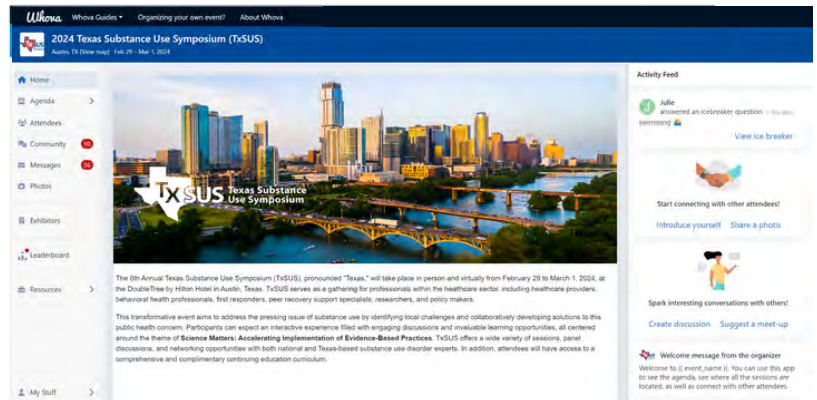 Whova Whova Guides Organizing your own event? About Whova
TxSUS
2024 Texas Substance Use Symposium (TxSUS)
Austin, TX (View map) Feb 29 – Mar 1, 2024
Home
Agenda
Attendees
Community 10
Messages
Photos
Exhibitors
Leaderboard
Resources
My Stuff
TxSUS Texas Substance
Use Symposium
The 6th Annual Texas Substance Use Symposium (TxSUS), pronounced "Texas," will take place in person and virtually from February 29 to March 1, 2024, at
the DoubleTree by Hilton Hotel in Austin, Texas. TxSUS serves as a gathering for professionals within the healthcare sector, including healthcare providers,
behavioral health professionals, first responders, peer recovery support specialists, researchers, and policy makers.
This transformative event aims to address the pressing issue of substance use by identifying local challenges and collaboratively developing solutions to this
public health concern. Participants can expect an interactive experience filled with engaging discussions and invaluable learning opportunities, all centered
around the theme of Science Matters: Accelerating Implementation of Evidence-Based Practices. TxSUS offers a wide variety of sessions, panel
discussions, and networking opportunities with both national and Texas-based substance use disorder experts. In addition, attendees will have access to a
comprehensive and complimentary continuing education curriculum.
Activity Feed
J
Julie
answered an icebreaker question
swimming
View ice breaker
Start connecting with other attendees!
Introduce yourself Share a photo
Spark interesting conversations with others!
Create discussion Suggest a meet-up
Welcome message from the organizer
Welcome to {{ event_name }}. You can use this app
to see the agenda, see where all the sessions are
located, as well as connect with other attendees.